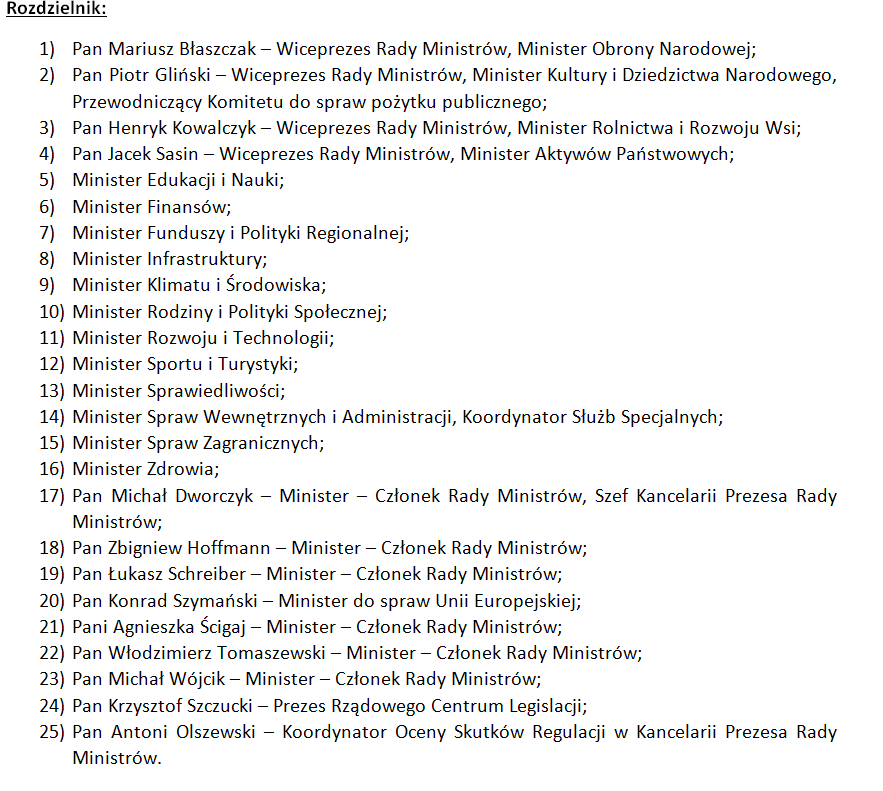 Rozdzielnik:
1) Pan Mariusz Błaszczak – Wiceprezes Rady Ministrów, Minister Obrony Narodowej;
2) Pan Piotr Gliński – Wiceprezes Rady Ministrów, Minister Kultury i Dziedzictwa Narodowego,
Przewodniczący Komitetu do spraw pożytku publicznego;
3) Pan Henryk Kowalczyk – Wiceprezes Rady Ministrów, Minister Rolnictwa i Rozwoju Wsi;
4) Pan Jacek Sasin – Wiceprezes Rady Ministrów, Minister Aktywów Państwowych;
5) Minister Edukacji i Nauki;
6) Minister Finansów;
7) Minister Funduszy i Polityki Regionalnej;
8) Minister Infrastruktury;
9) Minister Klimatu i Środowiska;
10) Minister Rodziny i Polityki Społecznej;
11) Minister Rozwoju i Technologii;
12) Minister Sportu i Turystyki;
13) Minister Sprawiedliwości;
14) Minister Spraw Wewnętrznych i Administracji, Koordynator Służb Specjalnych;
15) Minister Spraw Zagranicznych;
16) Minister Zdrowia;
17) Pan Michał Dworczyk – Minister – Członek Rady Ministrów, Szef Kancelarii Prezesa Rady
Ministrów;
18) Pan Zbigniew Hoffmann – Minister – Członek Rady Ministrów;
19) Pan Łukasz Schreiber – Minister – Członek Rady Ministrów;
20) Pan Konrad Szymański – Minister do spraw Unii Europejskiej;
21) Pani Agnieszka Ścigaj – Minister – Członek Rady Ministrów;
22) Pan Włodzimierz Tomaszewski – Minister – Członek Rady Ministrów;
23) Pan Michał Wójcik – Minister – Członek Rady Ministrów;
24) Pan Krzysztof Szczucki – Prezes Rządowego Centrum Legislacji;
25) Pan Antoni Olszewski – Koordynator Oceny Skutków Regulacji w Kancelarii Prezesa Rady
Ministrów.